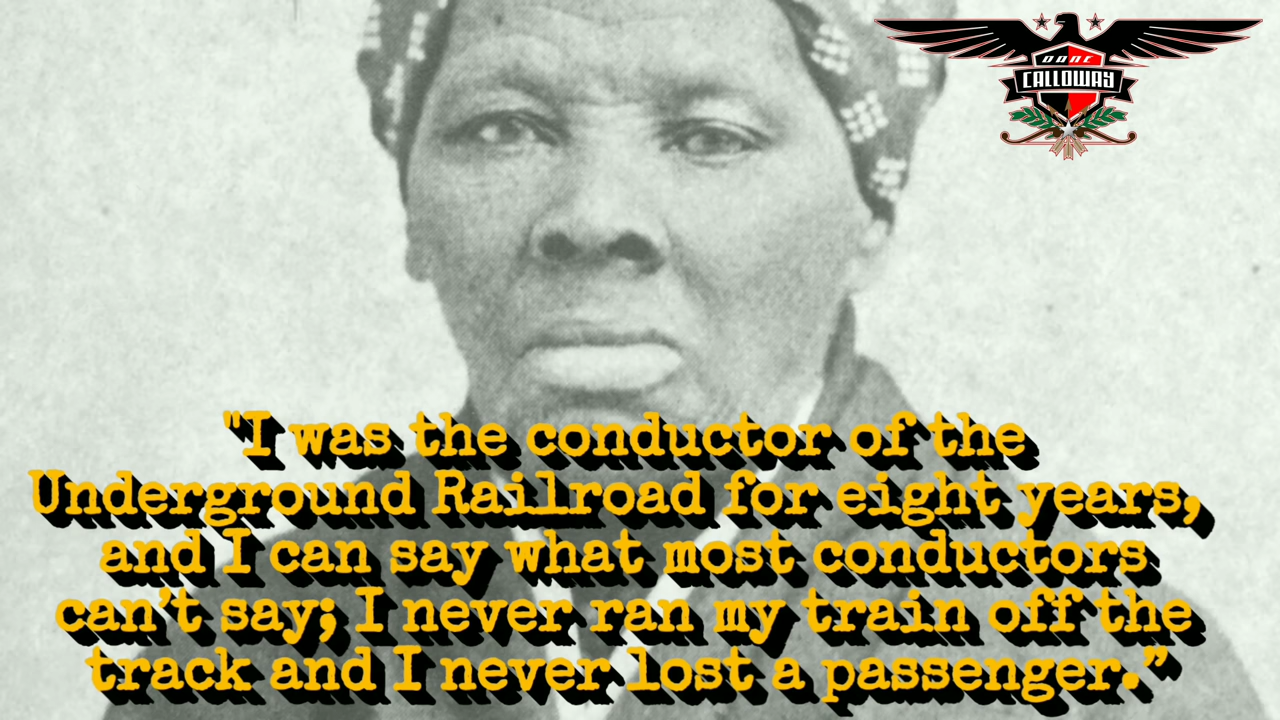 DANE
CALLOWAY
"I was the conductor of the
Underground Railroad for eight years,
and I can say what most conductors
can't say; I never ran my train off the
track and I never lost a passenger.”